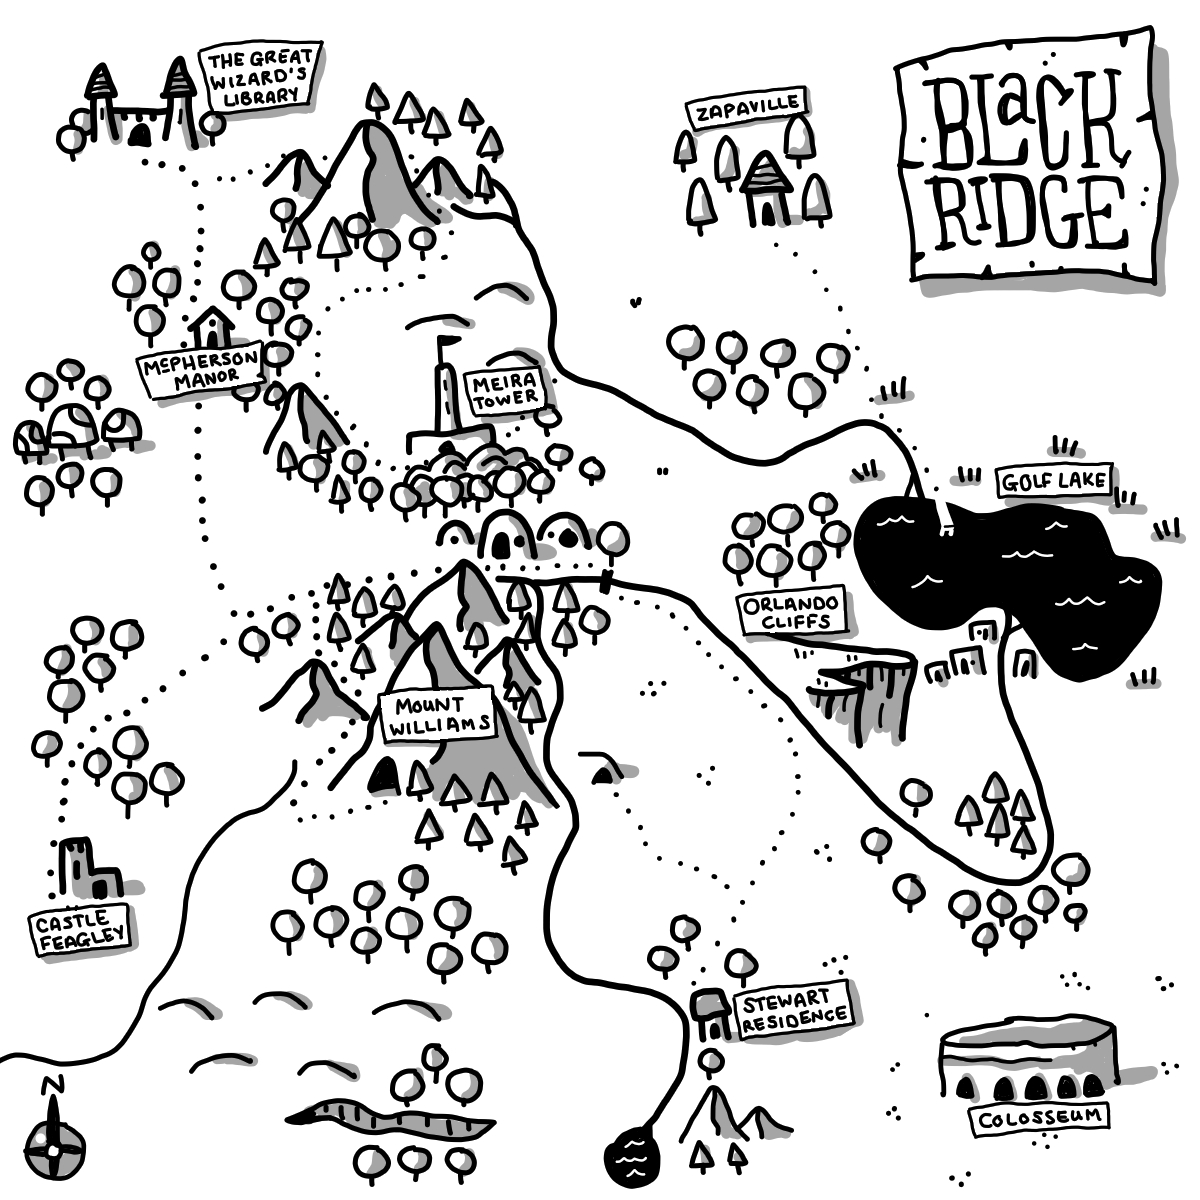 THE GREAT
WIZARD'S
LIBRARY
ZAPAVILLE
BLaCK
RIDGE
McPHERSON
MANOR
MEIRA
TOWER
GOLF LAKE
ORLANDO
CLIFFS
MOUNT
WILLIAMS
CASTLE
FEAGLEY
STEWART
RESIDENCE
N
COLOSSEUM